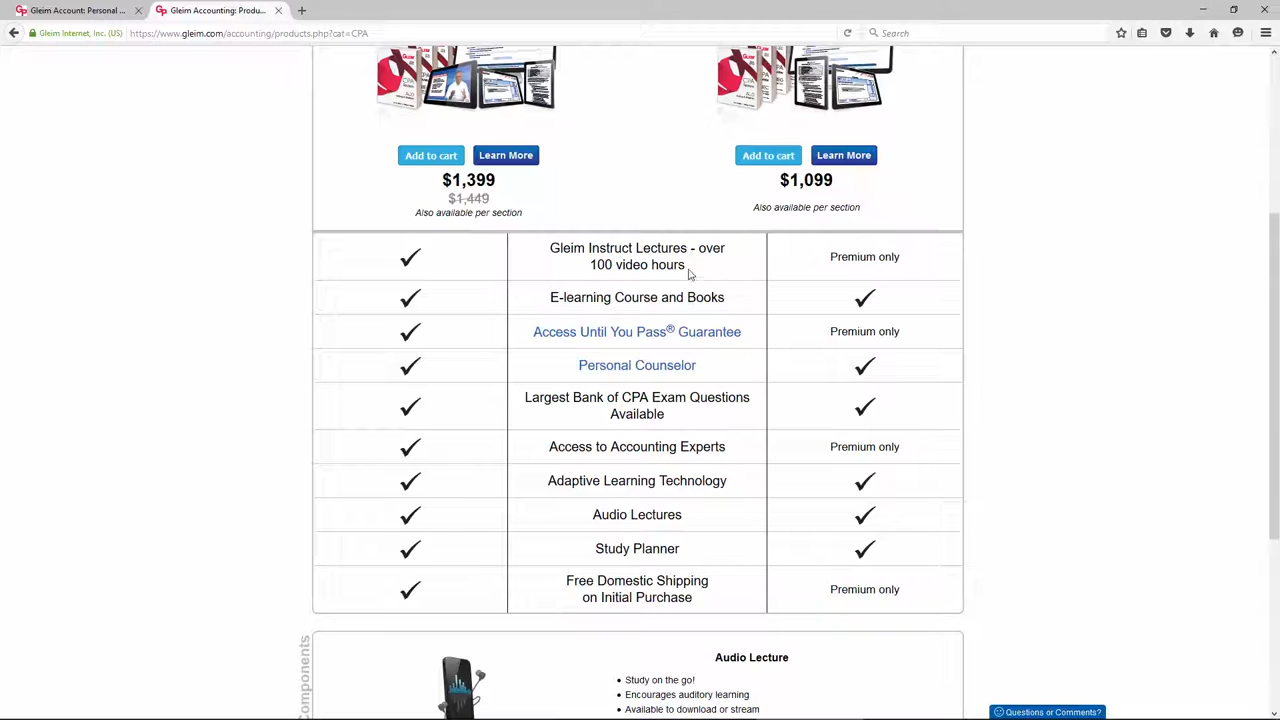 Gleim Account: Personal ...
Gleim Accounting: Produ...
Gleim Internet, Inc. (US)
https://www.gleim.com/accounting/products.php?cat=CPA
Search
Add to cart
Learn More
Add to cart
Learn More
$1,399
$1,099
$1,449
Also available per section
Also available per section
Gleim Instruct Lectures - over
100 video hours
Premium only
E-learning Course and Books
Access Until You Pass® Guarantee
Premium only
Personal Counselor
Largest Bank of CPA Exam Questions
Available
Access to Accounting Experts
Premium only
Adaptive Learning Technology
Audio Lectures
Study Planner
Free Domestic Shipping
on Initial Purchase
Premium only
Components
Audio Lecture
• Study on the go!
• Encourages auditory learning
• Available to download or stream
Questions or Comments?